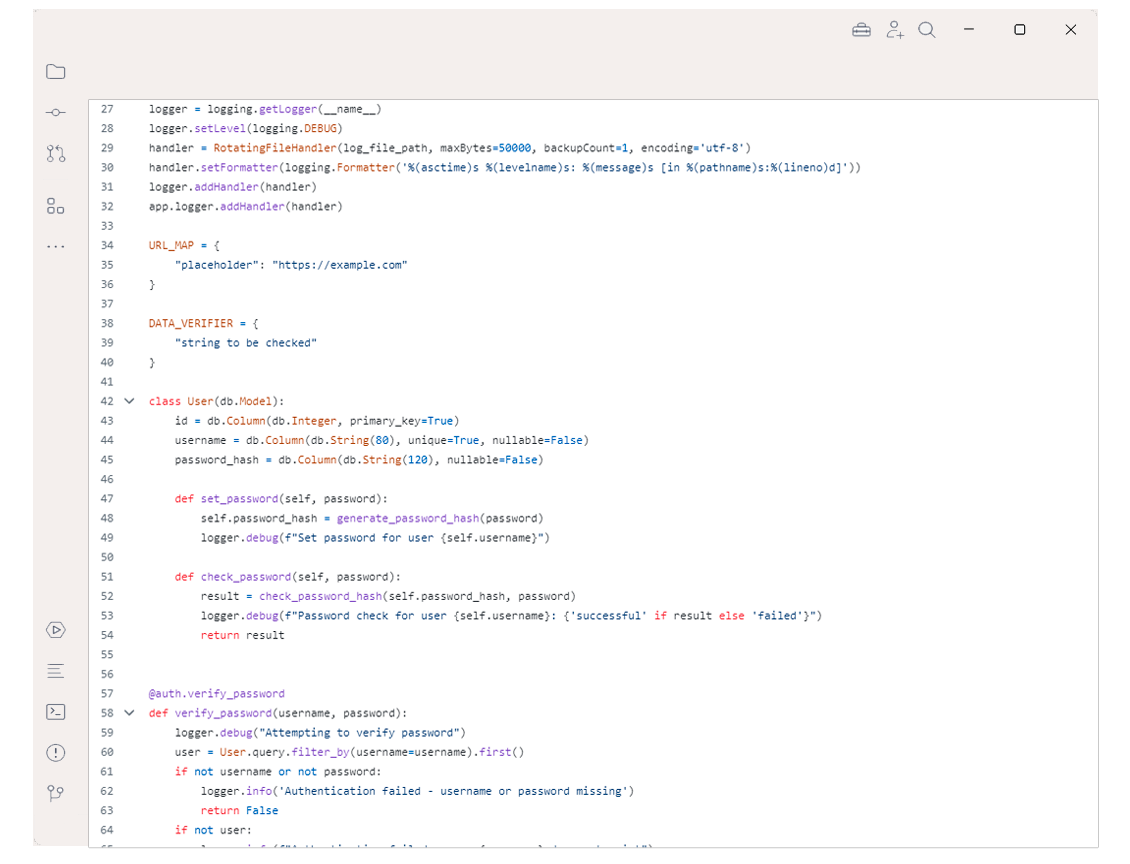 27 logger = logging.getLogger(__name__)
28 logger.setLevel(logging.DEBUG)
29 handler = RotatingFileHandler(log_file_path, maxBytes=50000, backupCount=1, encoding='utf-8')
30 handler.setFormatter(logging.Formatter('%(asctime)s %(levelname)s: %(message)s [in %(pathname)s:%(lineno)d]'))
31 logger.addHandler(handler)
32 app.logger.addHandler(handler)
33
34 URL_MAP = {
35     "placeholder": "https://example.com"
36 }
37
38 DATA_VERIFIER = {
39     "string to be checked"
40 }
41
42 class User(db.Model):
43     id = db.Column(db.Integer, primary_key=True)
44     username = db.Column(db.String(80), unique=True, nullable=False)
45     password_hash = db.Column(db.String(120), nullable=False)
46
47     def set_password(self, password):
48         self.password_hash = generate_password_hash(password)
49         logger.debug(f"Set password for user {self.username}")
50
51     def check_password(self, password):
52         result = check_password_hash(self.password_hash, password)
53         logger.debug(f"Password check for user {self.username}: {'successful' if result else 'failed'}")
54         return result
55
56
57 @auth.verify_password
58 def verify_password(username, password):
59     logger.debug("Attempting to verify password")
60     user = User.query.filter_by(username=username).first()
61     if not username or not password:
62         logger.info('Authentication failed - username or password missing')
63         return False
64     if not user: